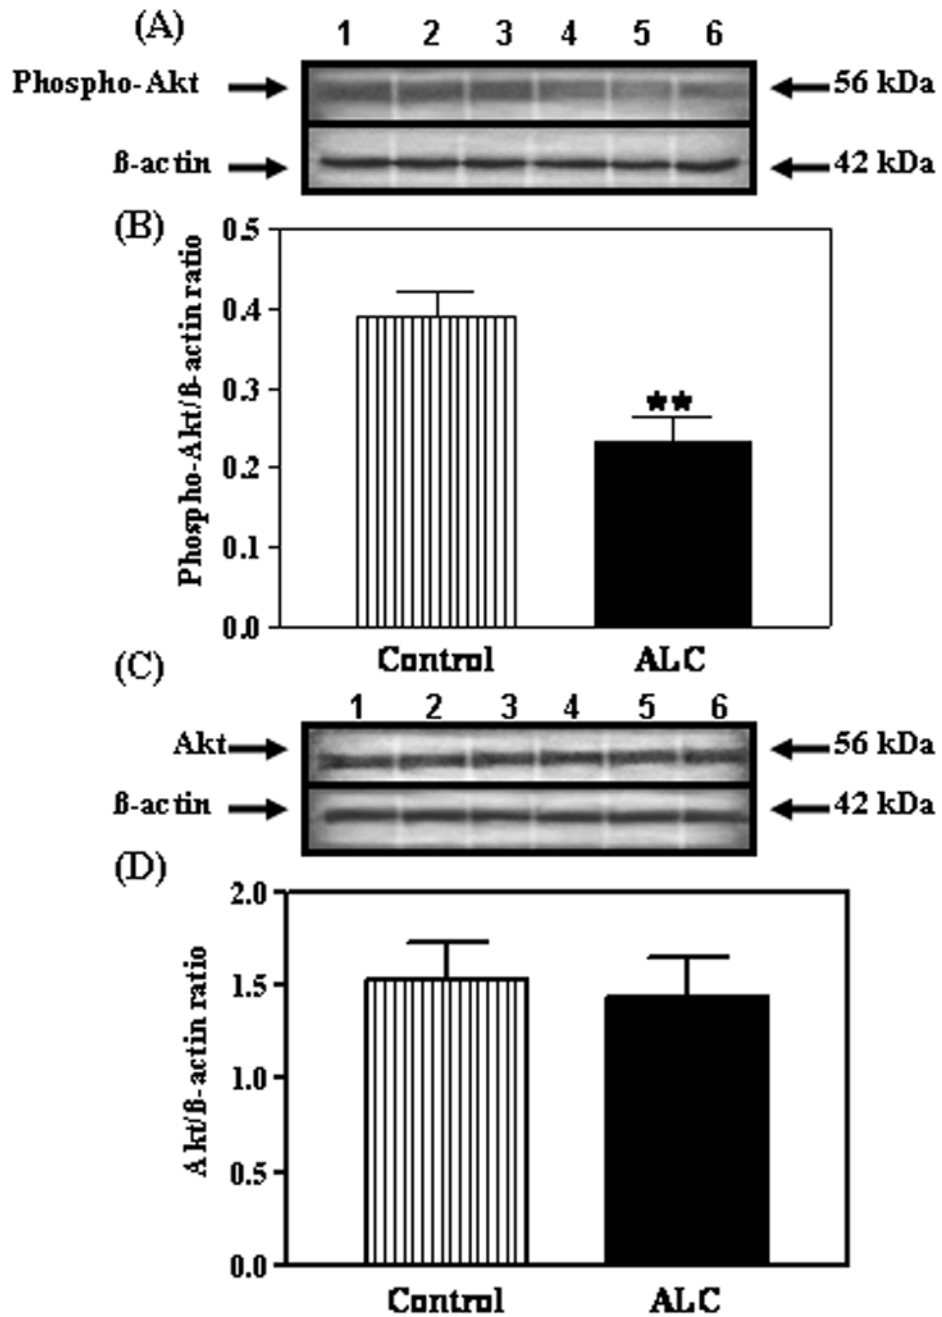 (A)
1 2 3 4 5 6
Phospho-Akt 56 kDa
ß-actin 42 kDa
(B)
Phospho-Akt/ß-actin ratio
0.5
0.4
0.3
0.2
0.1
0.0
**
Control ALC
(C)
1 2 3 4 5 6
Akt 56 kDa
ß-actin 42 kDa
(D)
Akt/ß-actin ratio
2.0
1.5
1.0
0.5
0.0
Control ALC